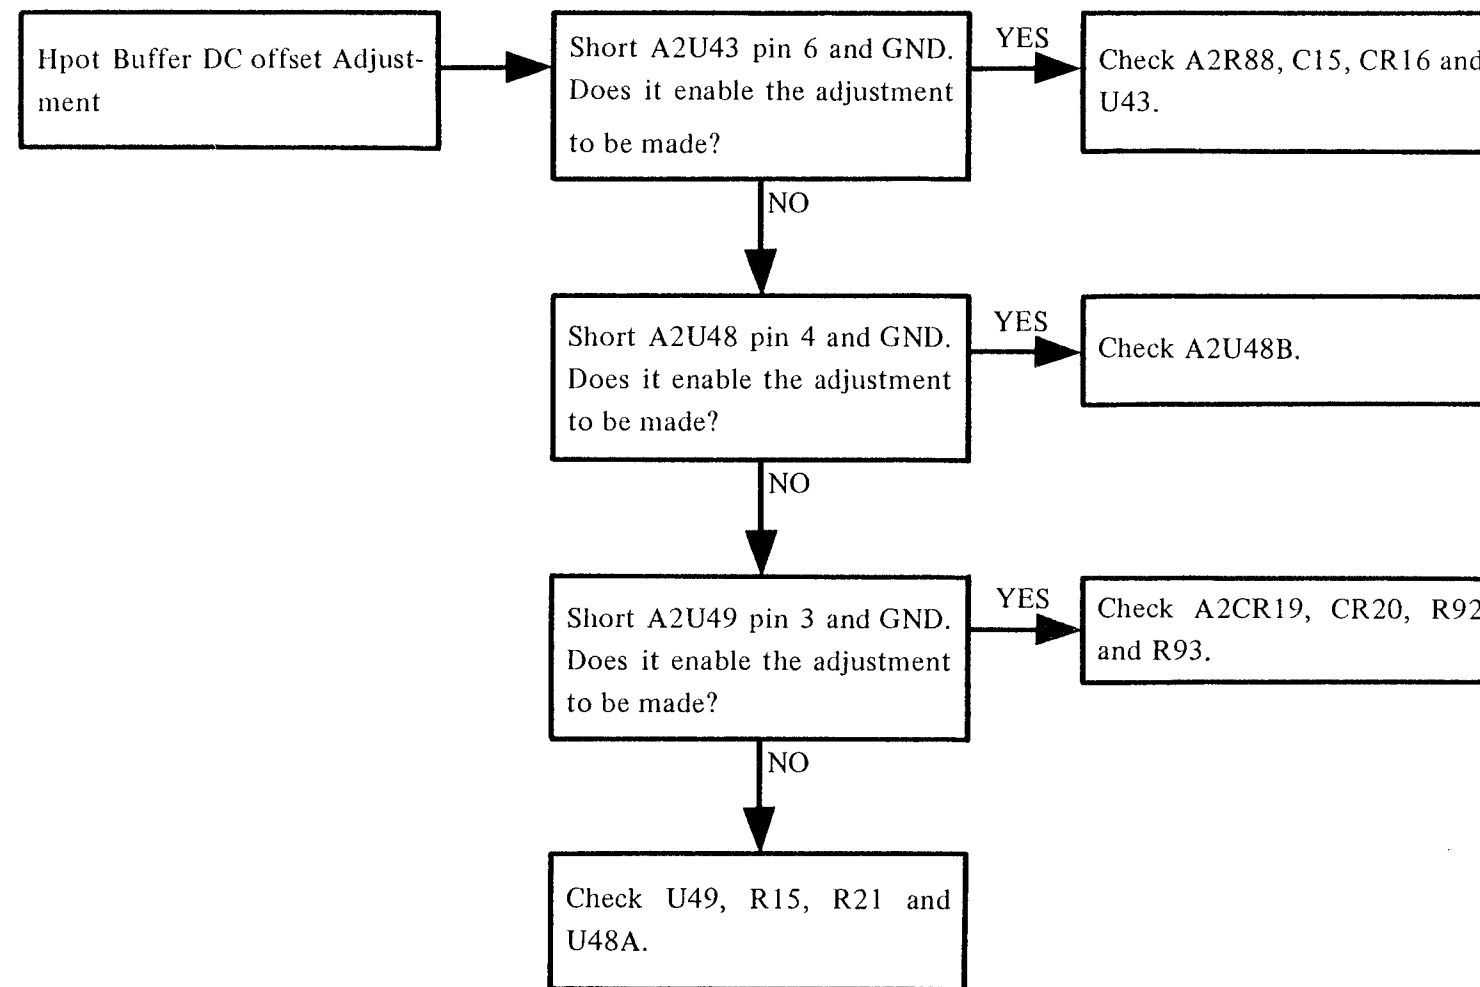 Hpot Buffer DC offset Adjust-
ment
Short A2U43 pin 6 and GND.
Does it enable the adjustment
to be made?
YES
Check A2R88, C15, CR16 and
U43.
NO
Short A2U48 pin 4 and GND.
Does it enable the adjustment
to be made?
YES
Check A2U48B.
NO
Short A2U49 pin 3 and GND.
Does it enable the adjustment
to be made?
YES
Check A2CR19, CR20, R92
and R93.
NO
Check U49, R15, R21 and
U48A.